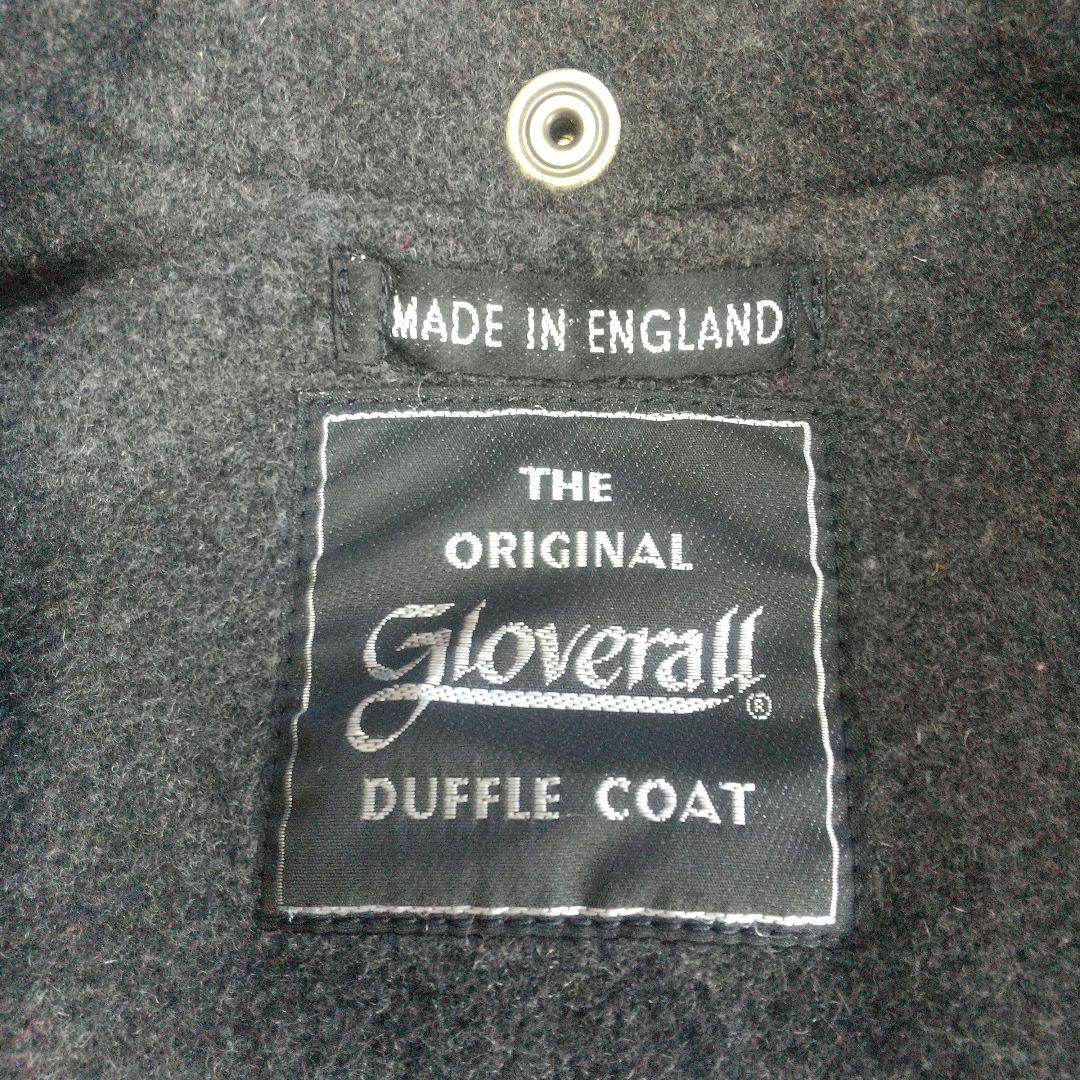 MADE IN ENGLAND
THE
ORIGINAL
Gloverall®
DUFFLE COAT